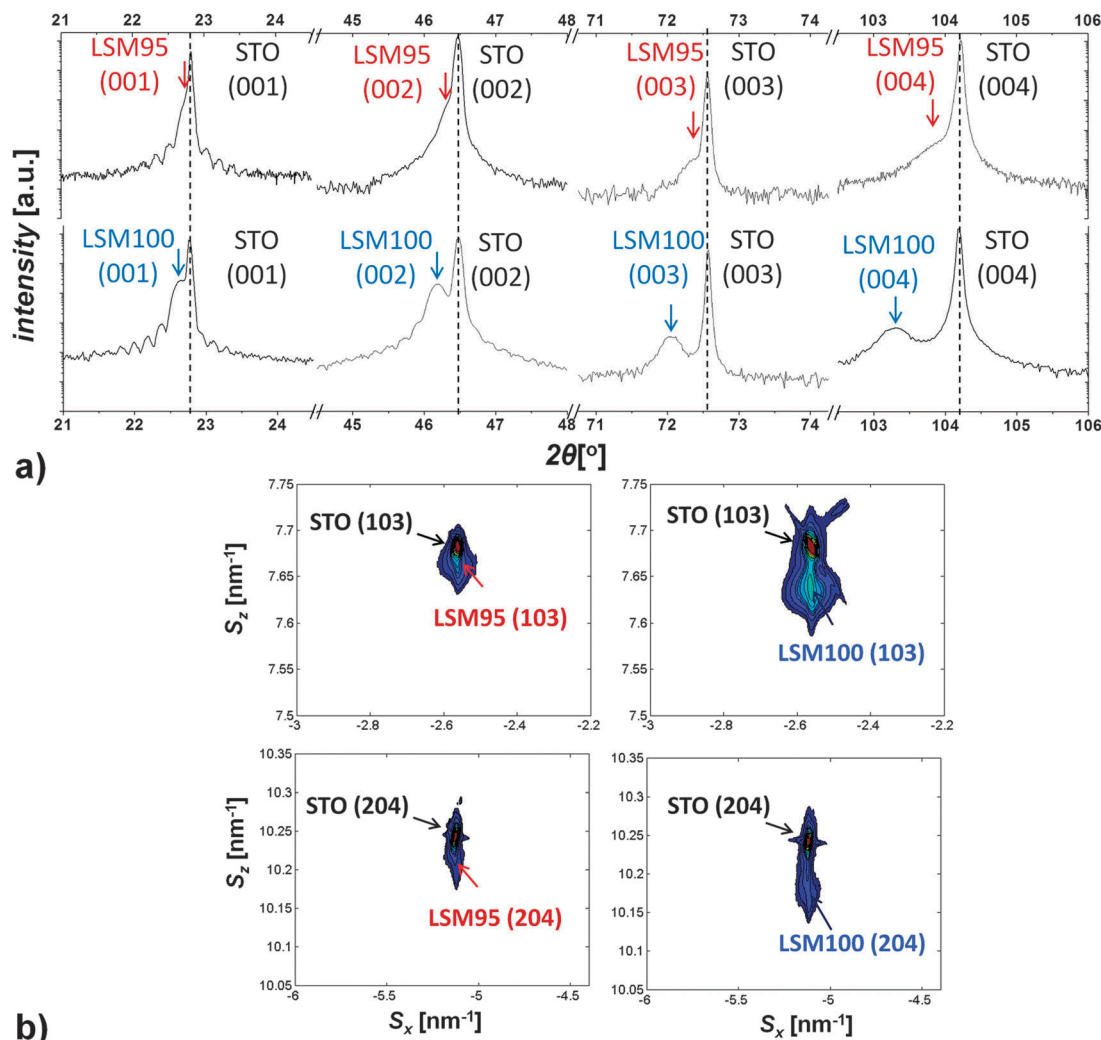 21 22 23 24 45 46 47 48 71 72 73 74 103 104 105 106
LSM95 STO LSM95 STO LSM95 STO LSM95 STO
(001) (001) (002) (002) (003) (003) (004) (004)
intensity [a.u.]
LSM100 STO LSM100 STO LSM100 STO LSM100 STO
(001) (001) (002) (002) (003) (003) (004) (004)
21 22 23 24 45 46 47 48 71 72 73 74 103 104 105 106
2θ[°]
a)
7.75
7.7
7.65
7.6
7.55
7.5
-3 -2.8 -2.6 -2.4 -2.2
Sz [nm-1]
STO (103)
LSM95 (103)
7.75
7.7
7.65
7.6
7.55
7.5
-3 -2.8 -2.6 -2.4 -2.2
STO (103)
LSM100 (103)
10.35
10.3
10.25
10.2
10.15
10.1
10.05
-6 -5.5 -5 -4.5
Sz [nm-1]
STO (204)
LSM95 (204)
Sx [nm-1]
10.35
10.3
10.25
10.2
10.15
10.1
10.05
-6 -5.5 -5 -4.5
STO (204)
LSM100 (204)
Sx [nm-1]
b)